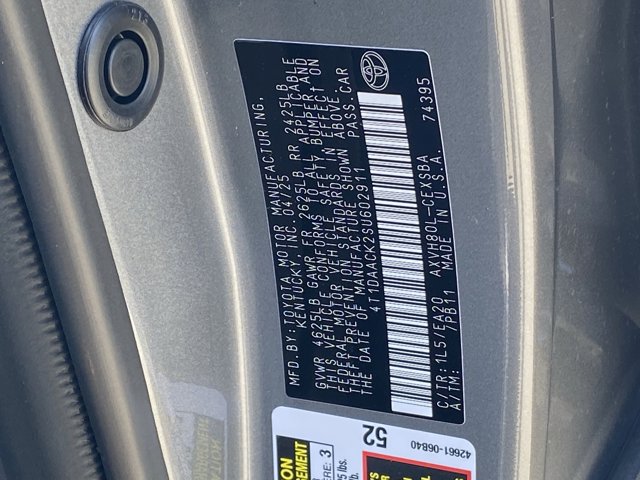 MFD. BY: TOYOTA MOTOR MANUFACTURING,
KENTUCKY, INC. 04/25
GVWR 4625LB GAWR FR 2625LB RR 2425LB
THIS VEHICLE CONFORMS TO ALL APPLICABLE
FEDERAL MOTOR VEHICLE SAFETY, BUMPER, AND
THEFT PREVENTION STANDARDS IN EFFECT ON
THE DATE OF MANUFACTURE SHOWN ABOVE.
4T1DAACK2SU602911 PASS. CAR
C/TR: 1L5/EA20 AXVH80L-CEXSBA
A/TM: /PB11 MADE IN U.S.A. 74395
52
42661-06B40